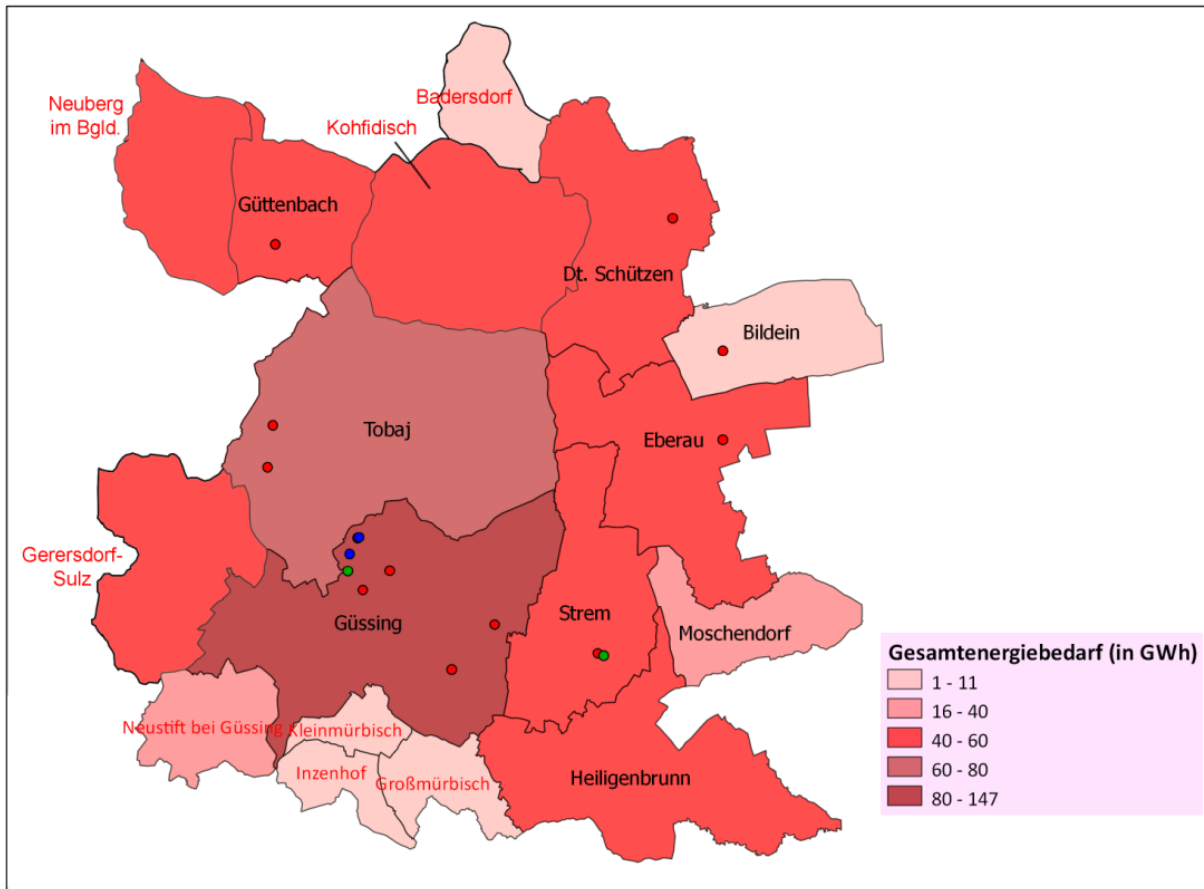 Badersdorf
Neuberg
im Bgld.
Kohfidisch
Güttenbach
Dt. Schützen
Bildein
Tobaj
Eberau
Gerersdorf-
Sulz
Güssing
Strem
Moschendorf
Neustift bei Güssing
Kleinmürbisch
Inzenhof
Großmürbisch
Heiligenbrunn
Gesamtenergiebedarf (in GWh)
1 - 11
16 - 40
40 - 60
60 - 80
80 - 147